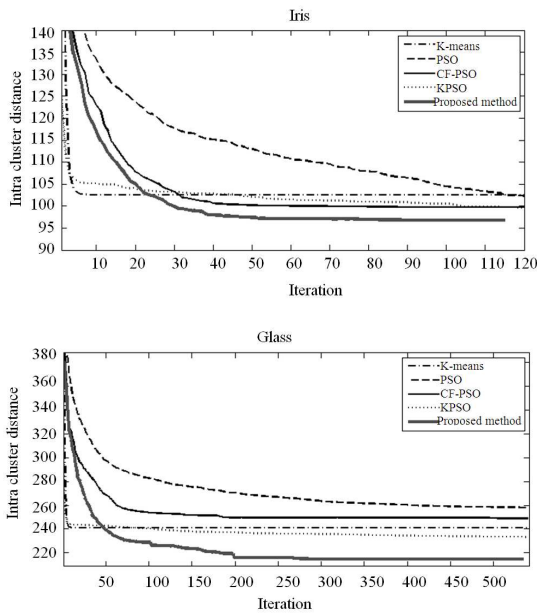 Iris
140
135
130
125
120
115
110
105
100
95
90
Intra cluster distance
K-means
PSO
CF-PSO
KPSO
Proposed method
10 20 30 40 50 60 70 80 90 100 110 120
Iteration
Glass
380
360
340
320
300
280
260
240
220
Intra cluster distance
K-means
PSO
CF-PSO
KPSO
Proposed method
50 100 150 200 250 300 350 400 450 500
Iteration